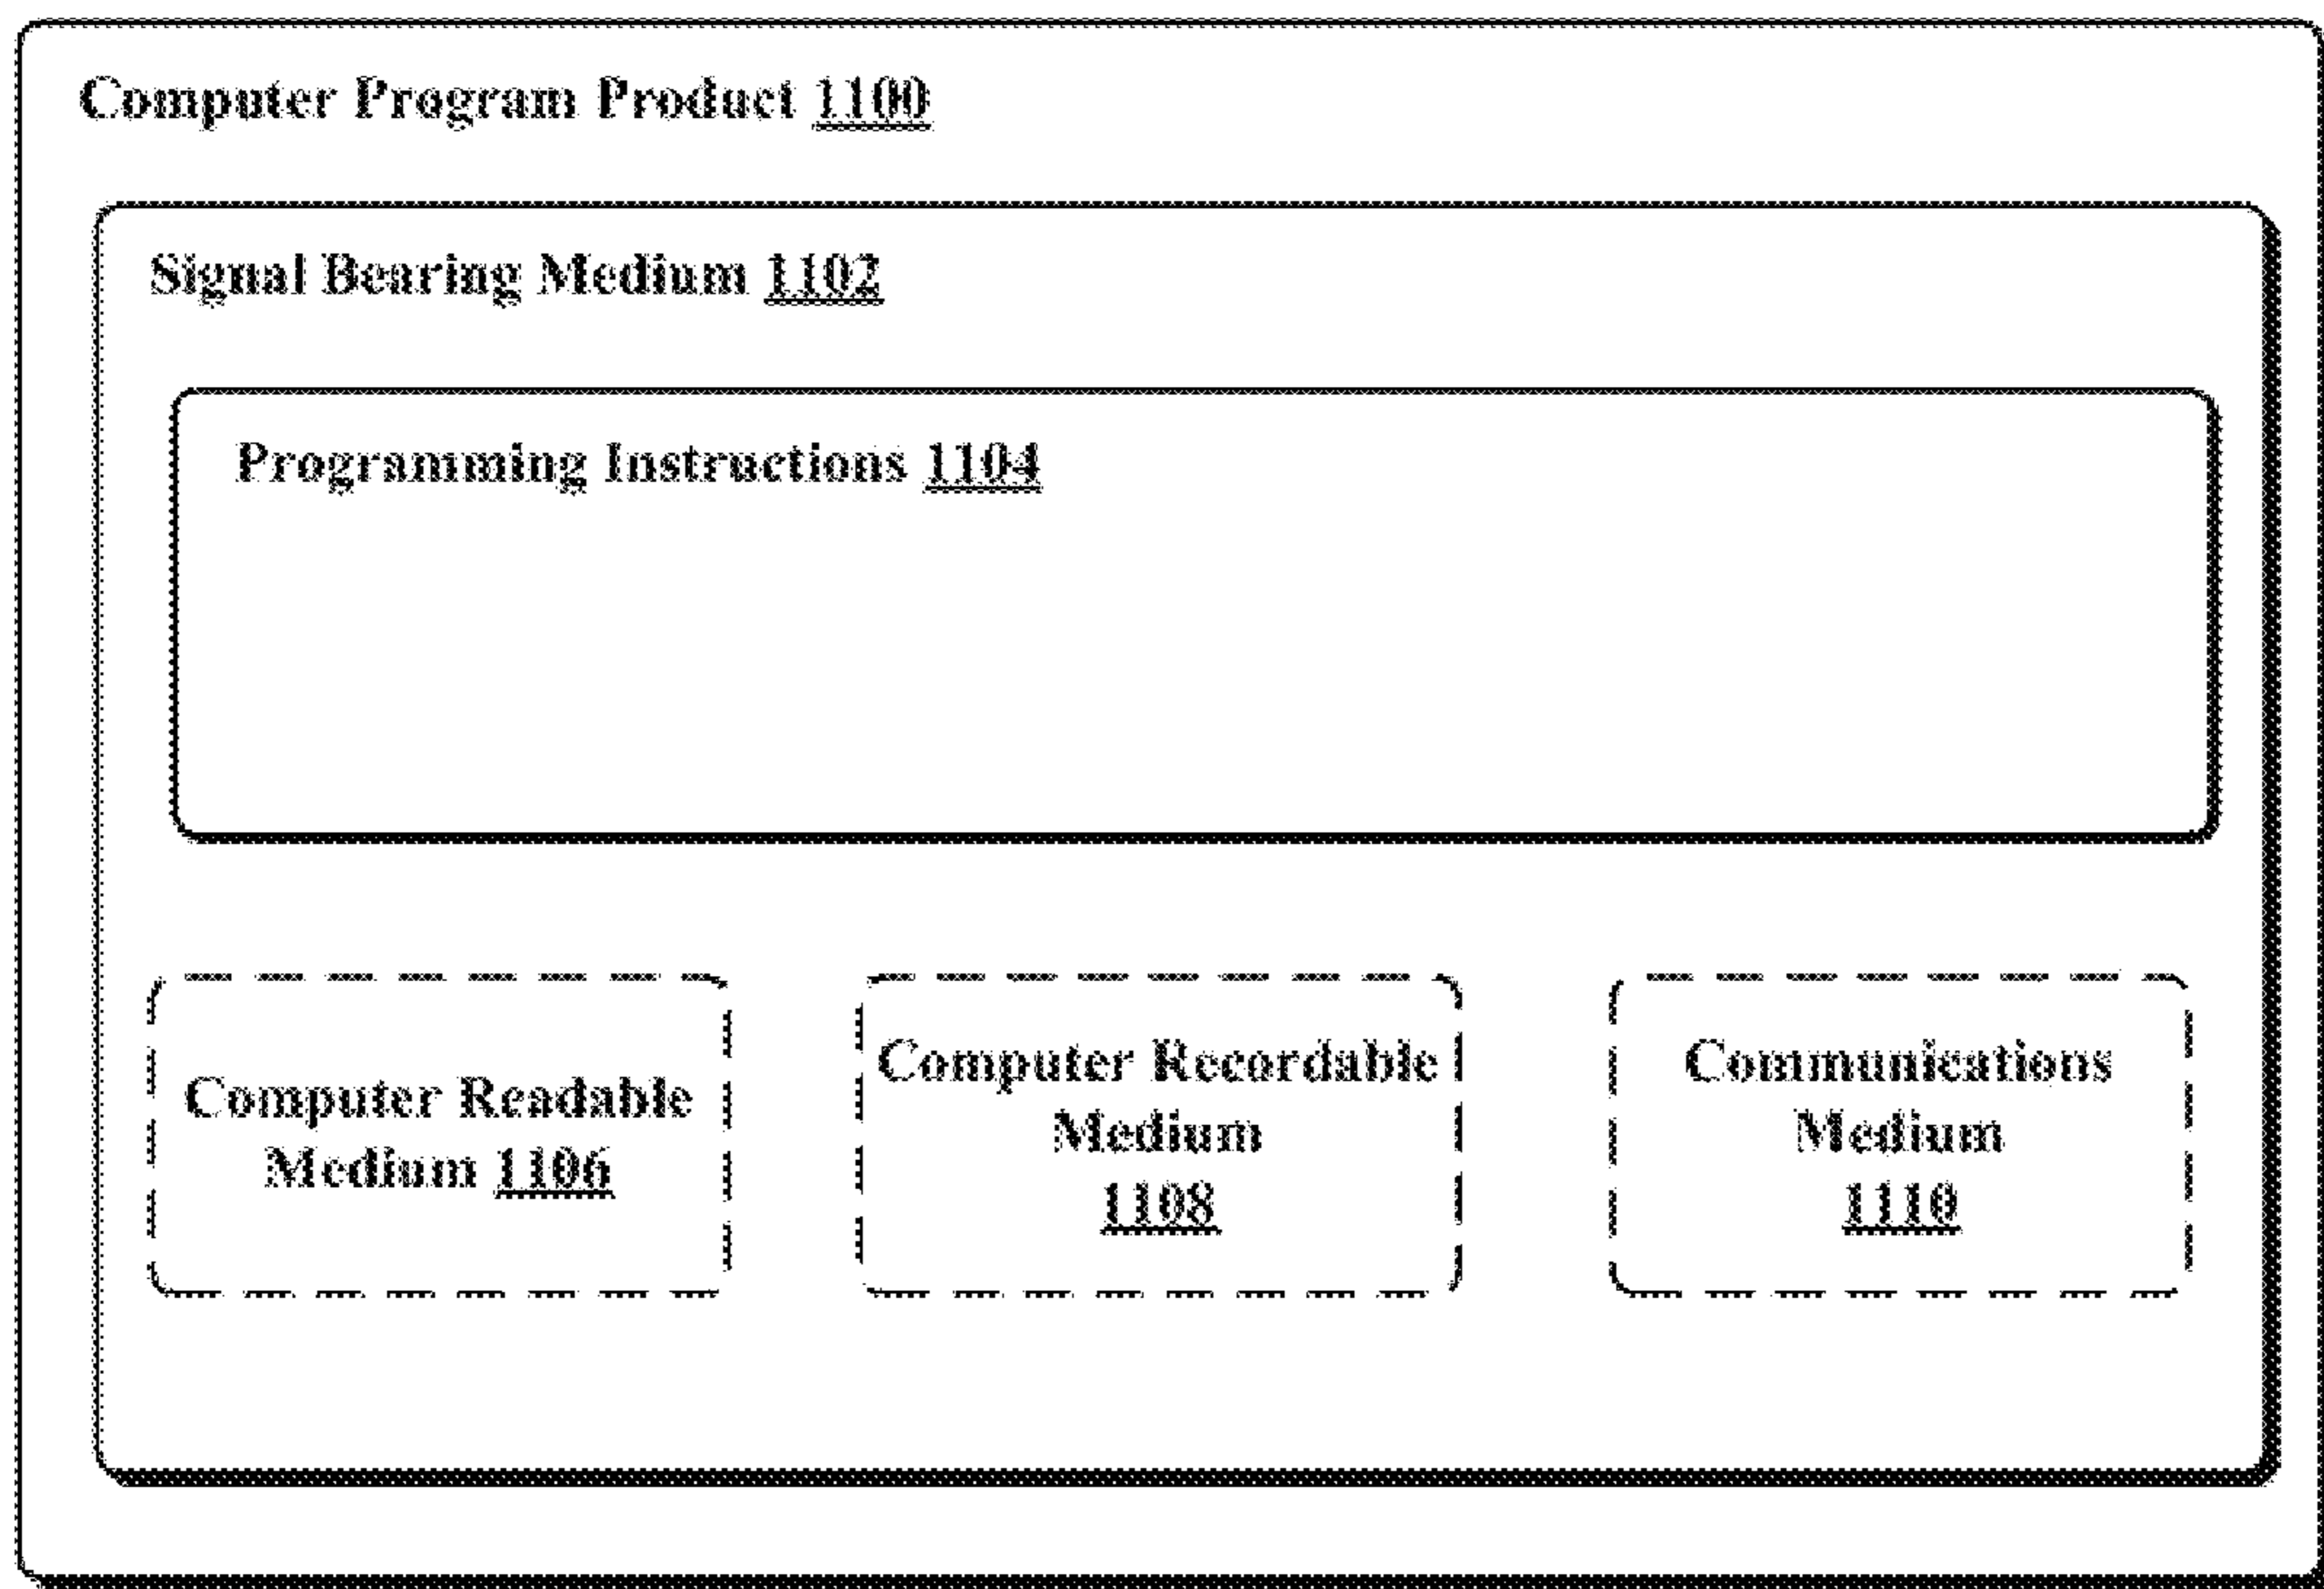 Computer Program Product 1100
Signal Bearing Medium 1102
Programming Instructions 1104
Computer Readable
Medium 1106
Computer Recordable
Medium
1108
Communications
Medium
1110